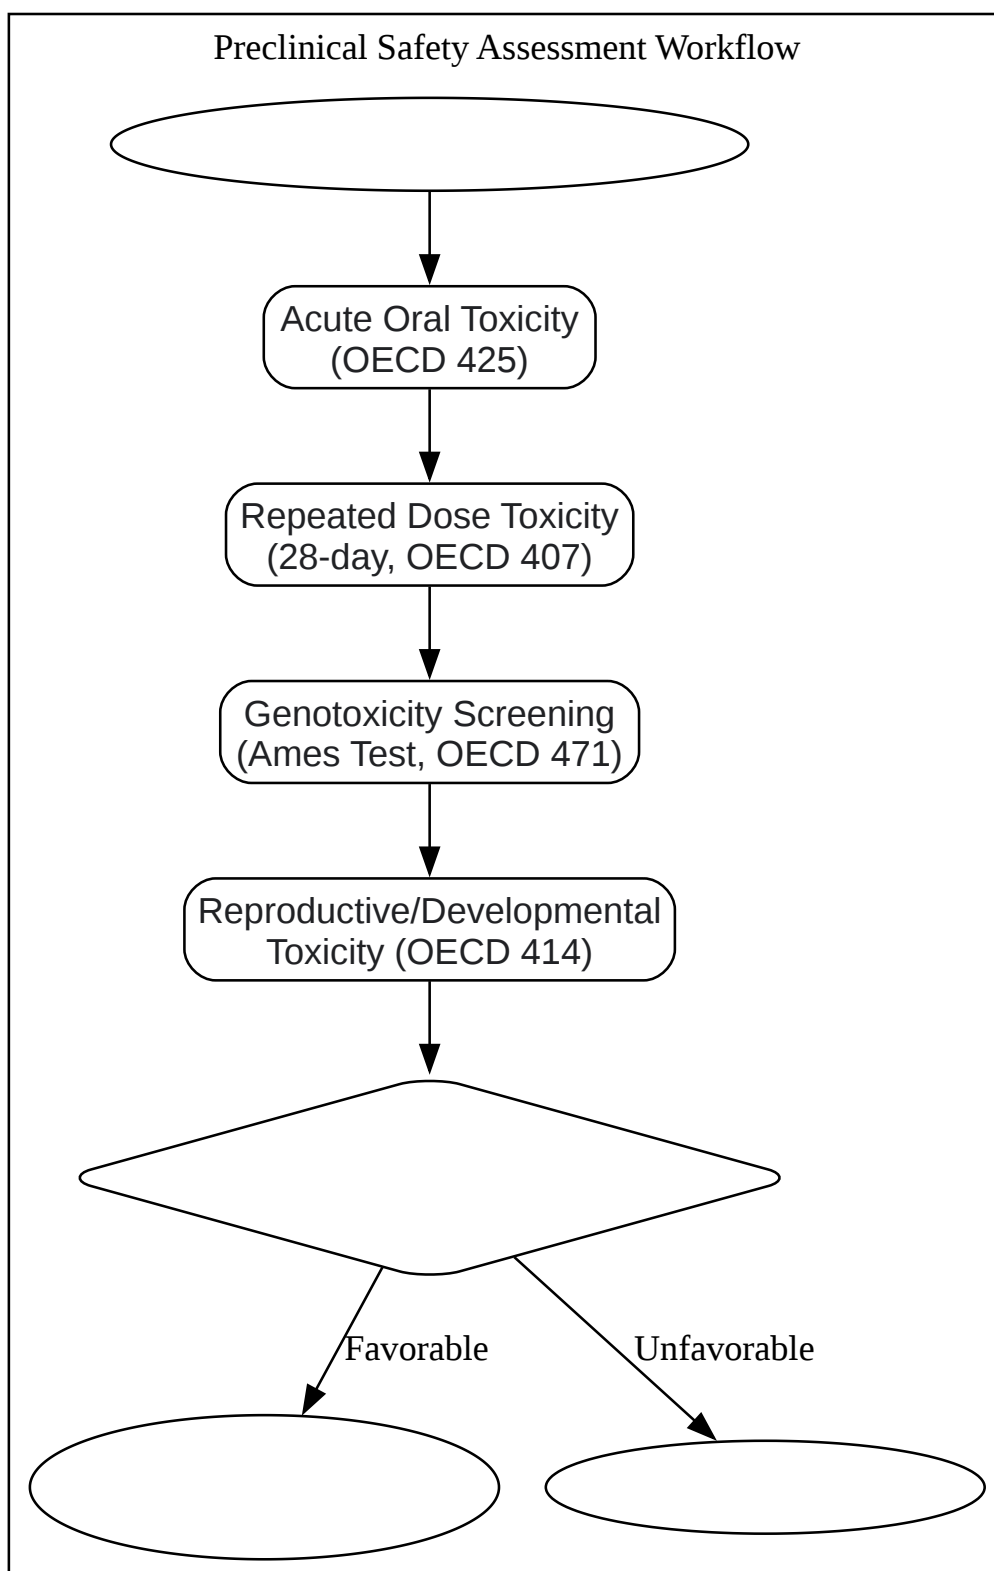 Preclinical Safety Assessment Workflow
Acute Oral Toxicity
(OECD 425)
Repeated Dose Toxicity
(28-day, OECD 407)
Genotoxicity Screening
(Ames Test, OECD 471)
Reproductive/Developmental
Toxicity (OECD 414)
Favorable
Unfavorable